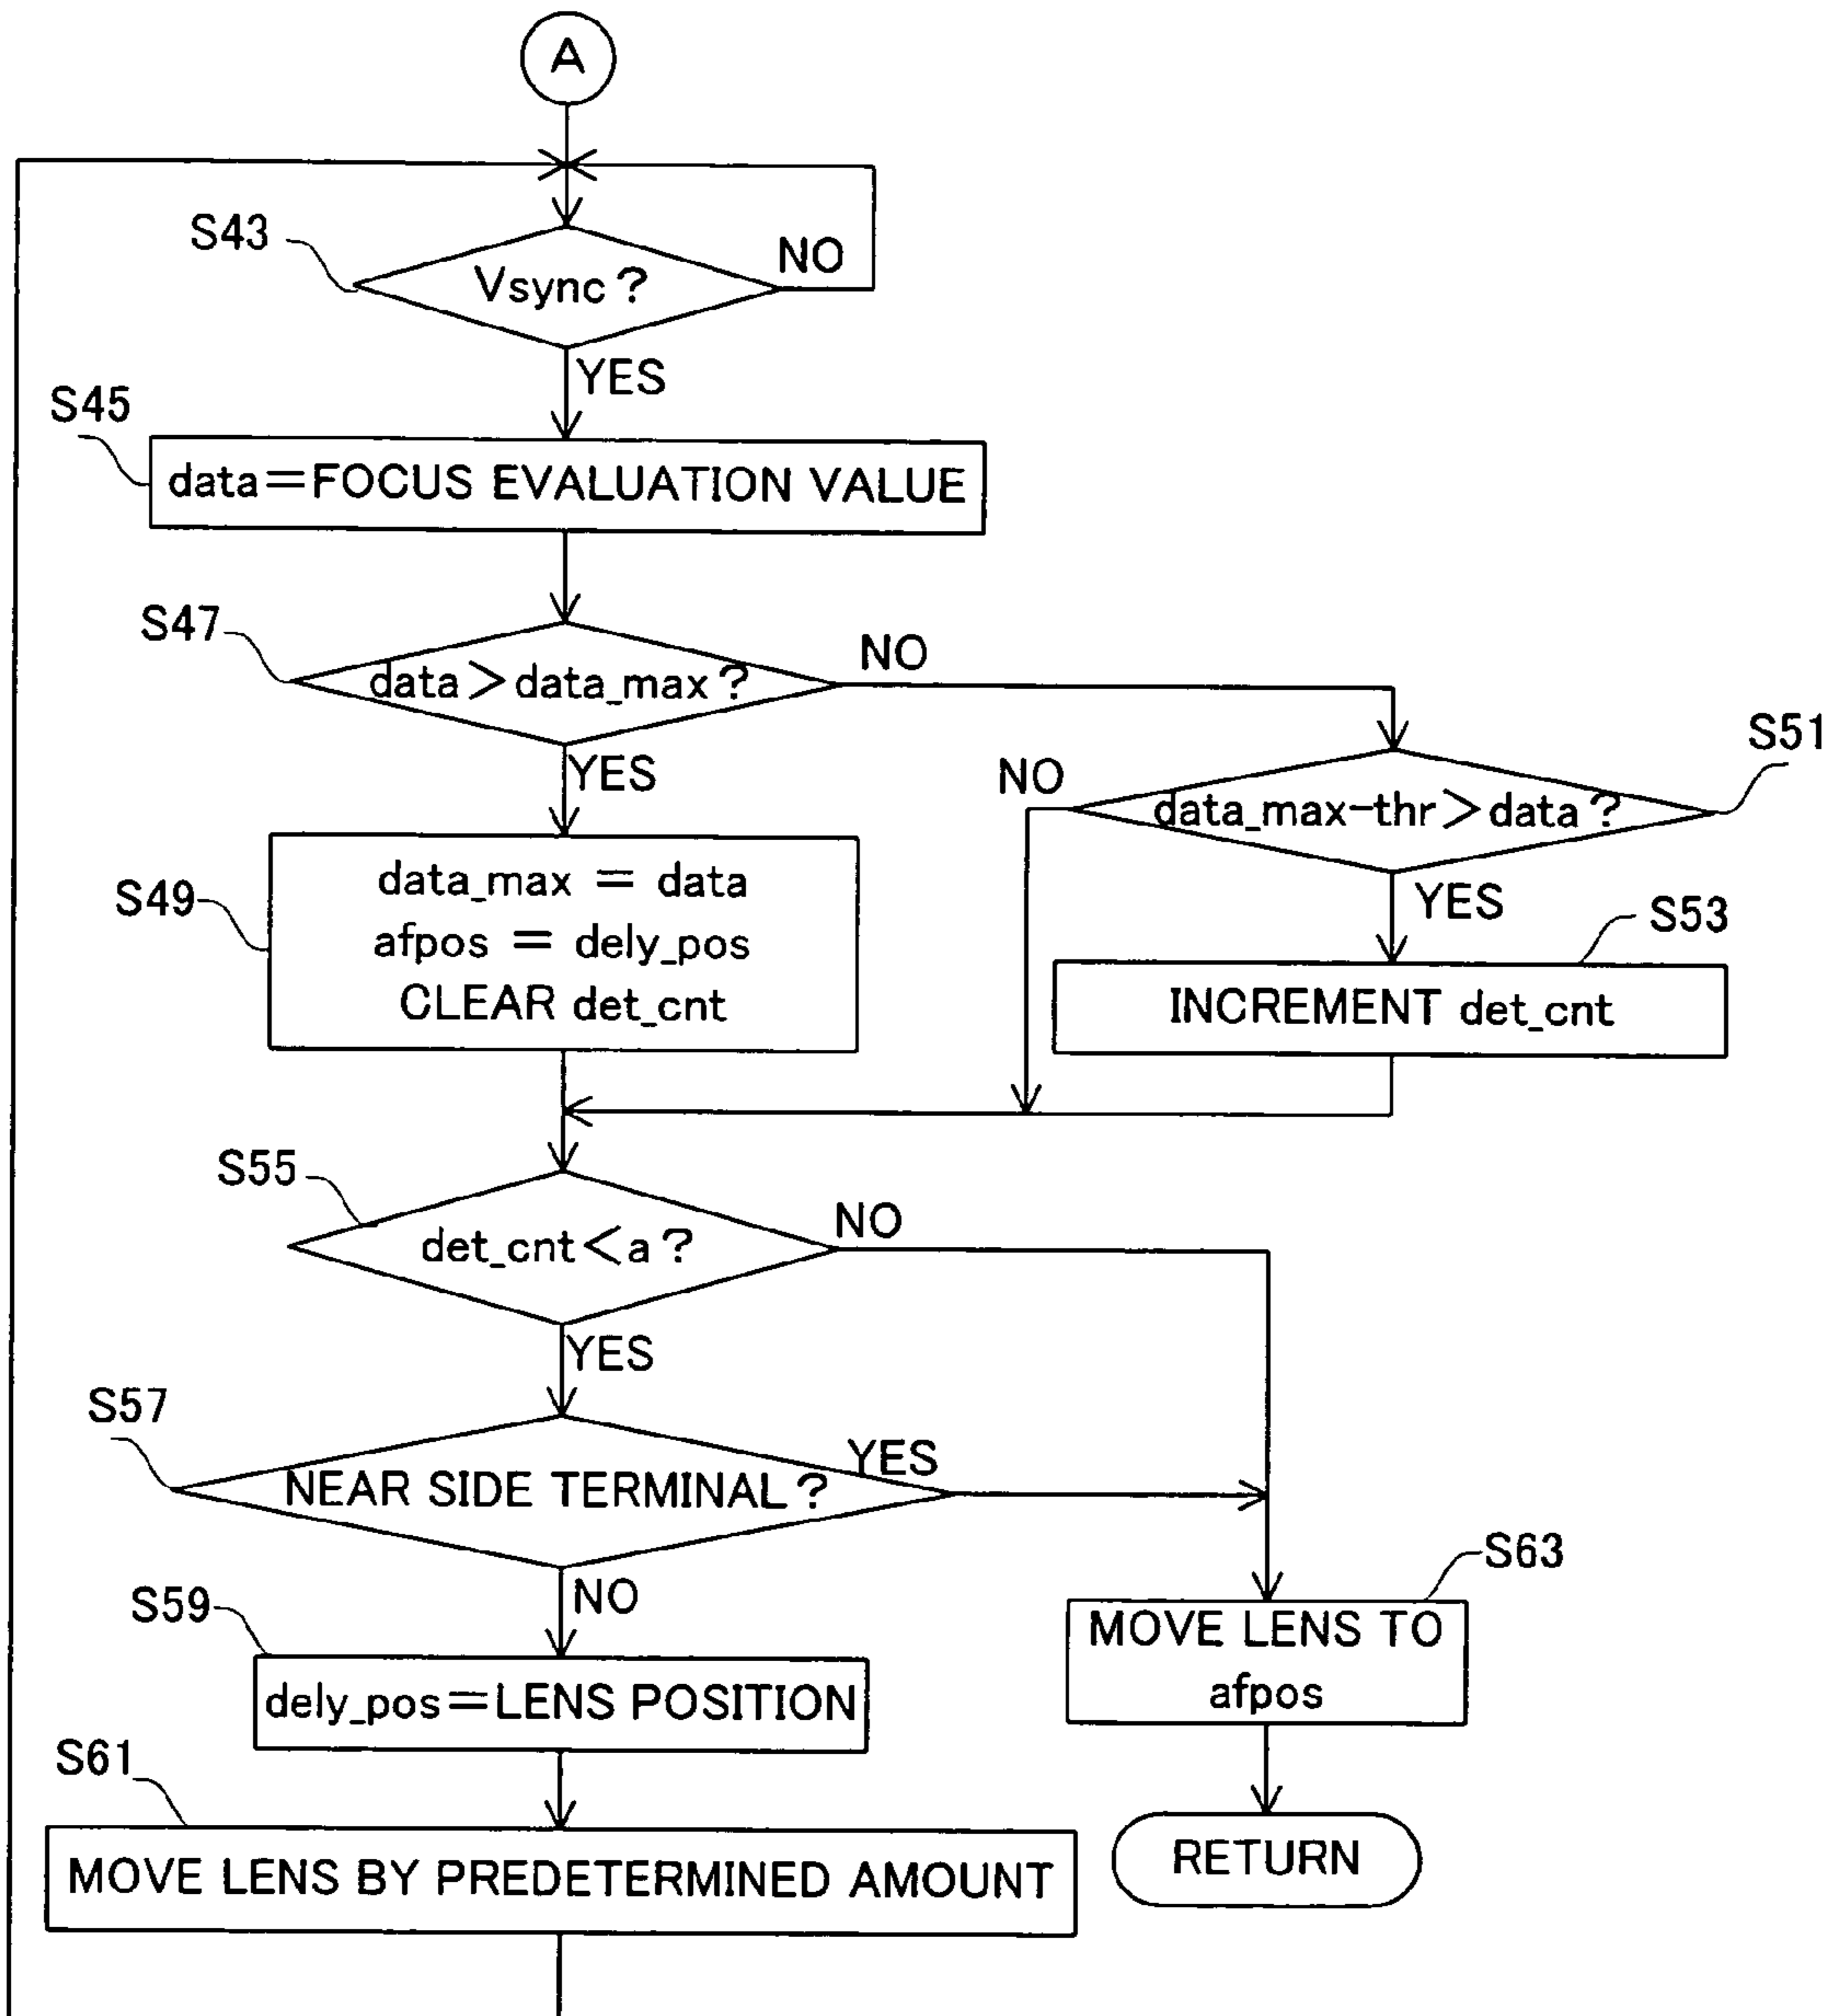 A
S43
Vsync?
NO
YES
S45
data=FOCUS EVALUATION VALUE
S47
data>data_max?
NO
YES
S51
data_max-thr>data?
NO
YES
S49
data_max = data
afpos = dely_pos
CLEAR det_cnt
S53
INCREMENT det_cnt
S55
det_cnt<a?
NO
YES
S57
NEAR SIDE TERMINAL?
YES
NO
S59
dely_pos=LENS POSITION
S63
MOVE LENS TO
afpos
S61
MOVE LENS BY PREDETERMINED AMOUNT
RETURN